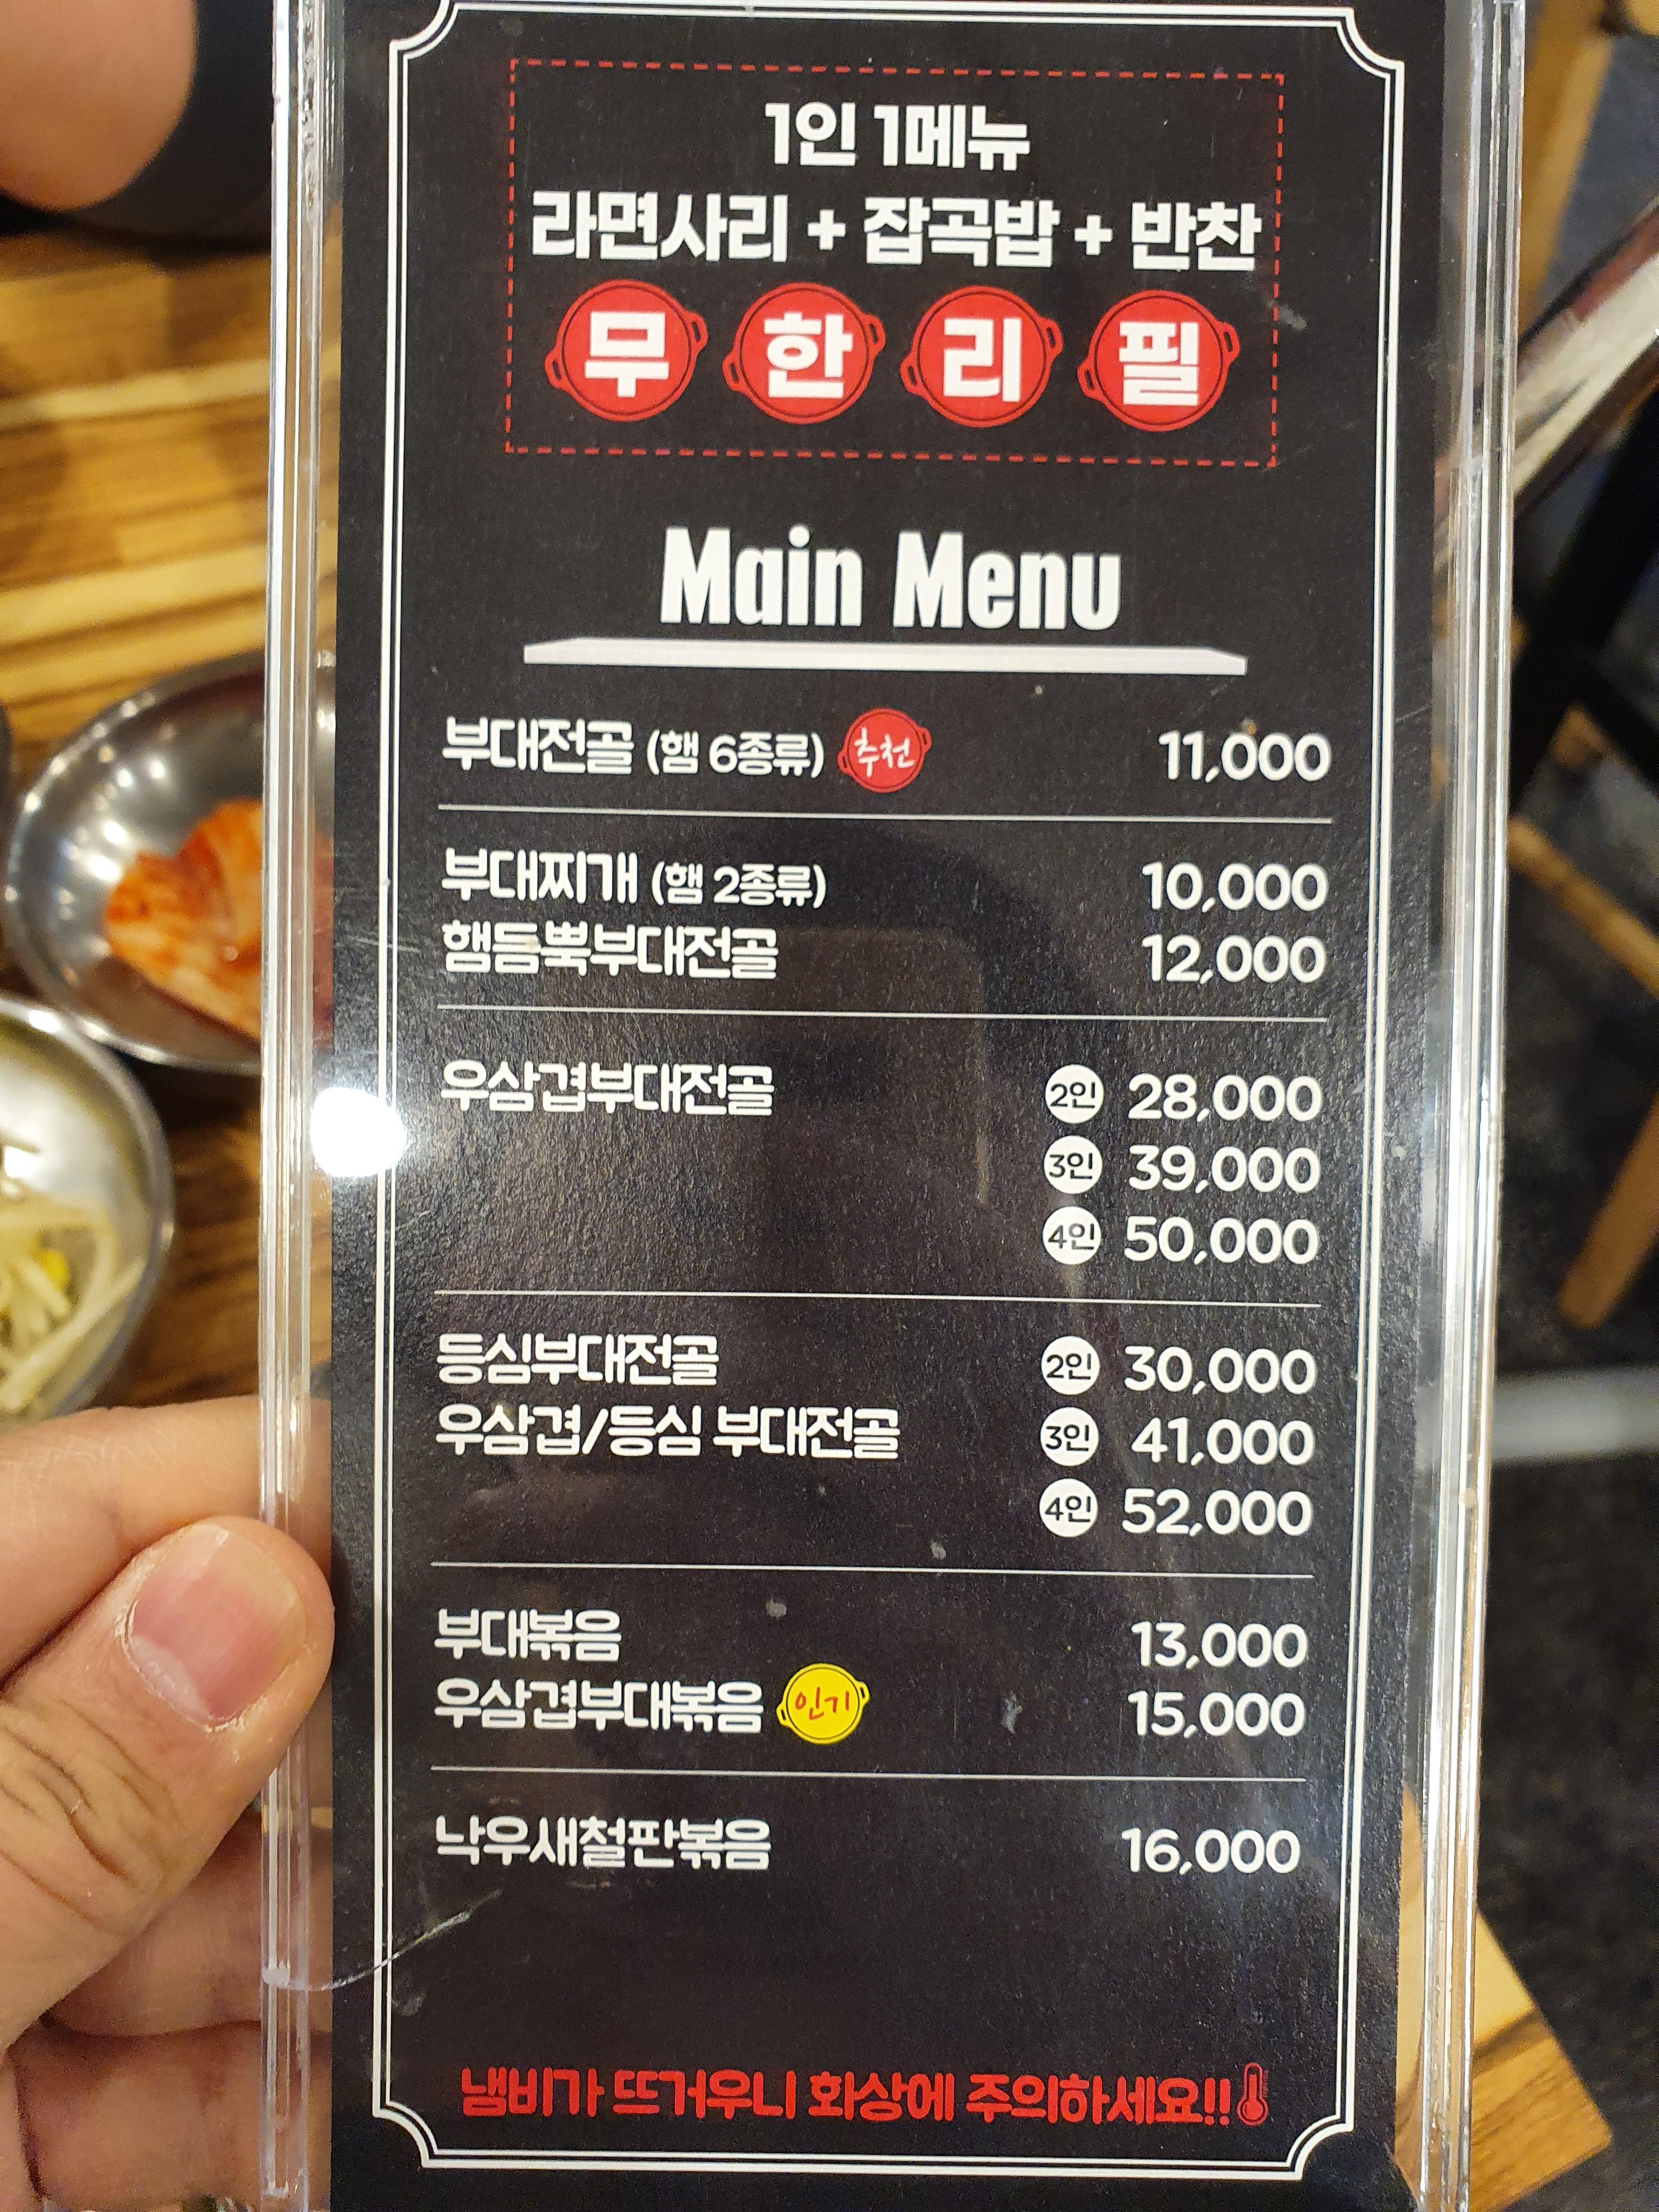 1인 1메뉴
라면사리 + 잡곡밥 + 반찬
무한리필
Main Menu
부대전골 (햄 6종류) 추천 11,000
부대찌개 (햄 2종류) 10,000
햄듬뿍부대전골 12,000
우삼겹부대전골 2인 28,000
3인 39,000
4인 50,000
등심부대전골 2인 30,000
우삼겹/등심 부대전골 3인 41,000
4인 52,000
부대볶음 13,000
우삼겹부대볶음 인기 15,000
낙우새철판볶음 16,000
냄비가 뜨거우니 화상에 주의하세요!!